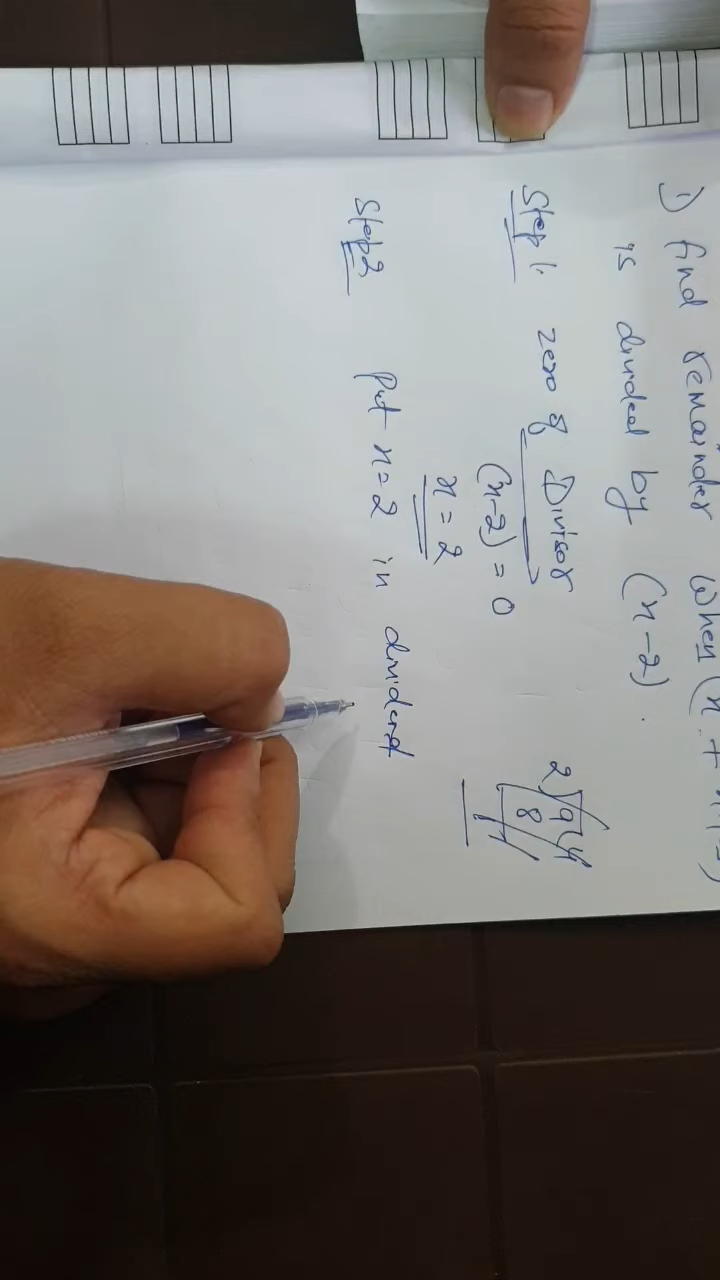 1) find remainder when (x
is divided by (x-2).
Step 1. zero of Divisor
(x-2) = 0
x = 2
Step 2 Put x = 2 in dividend
2 9 4
8
1